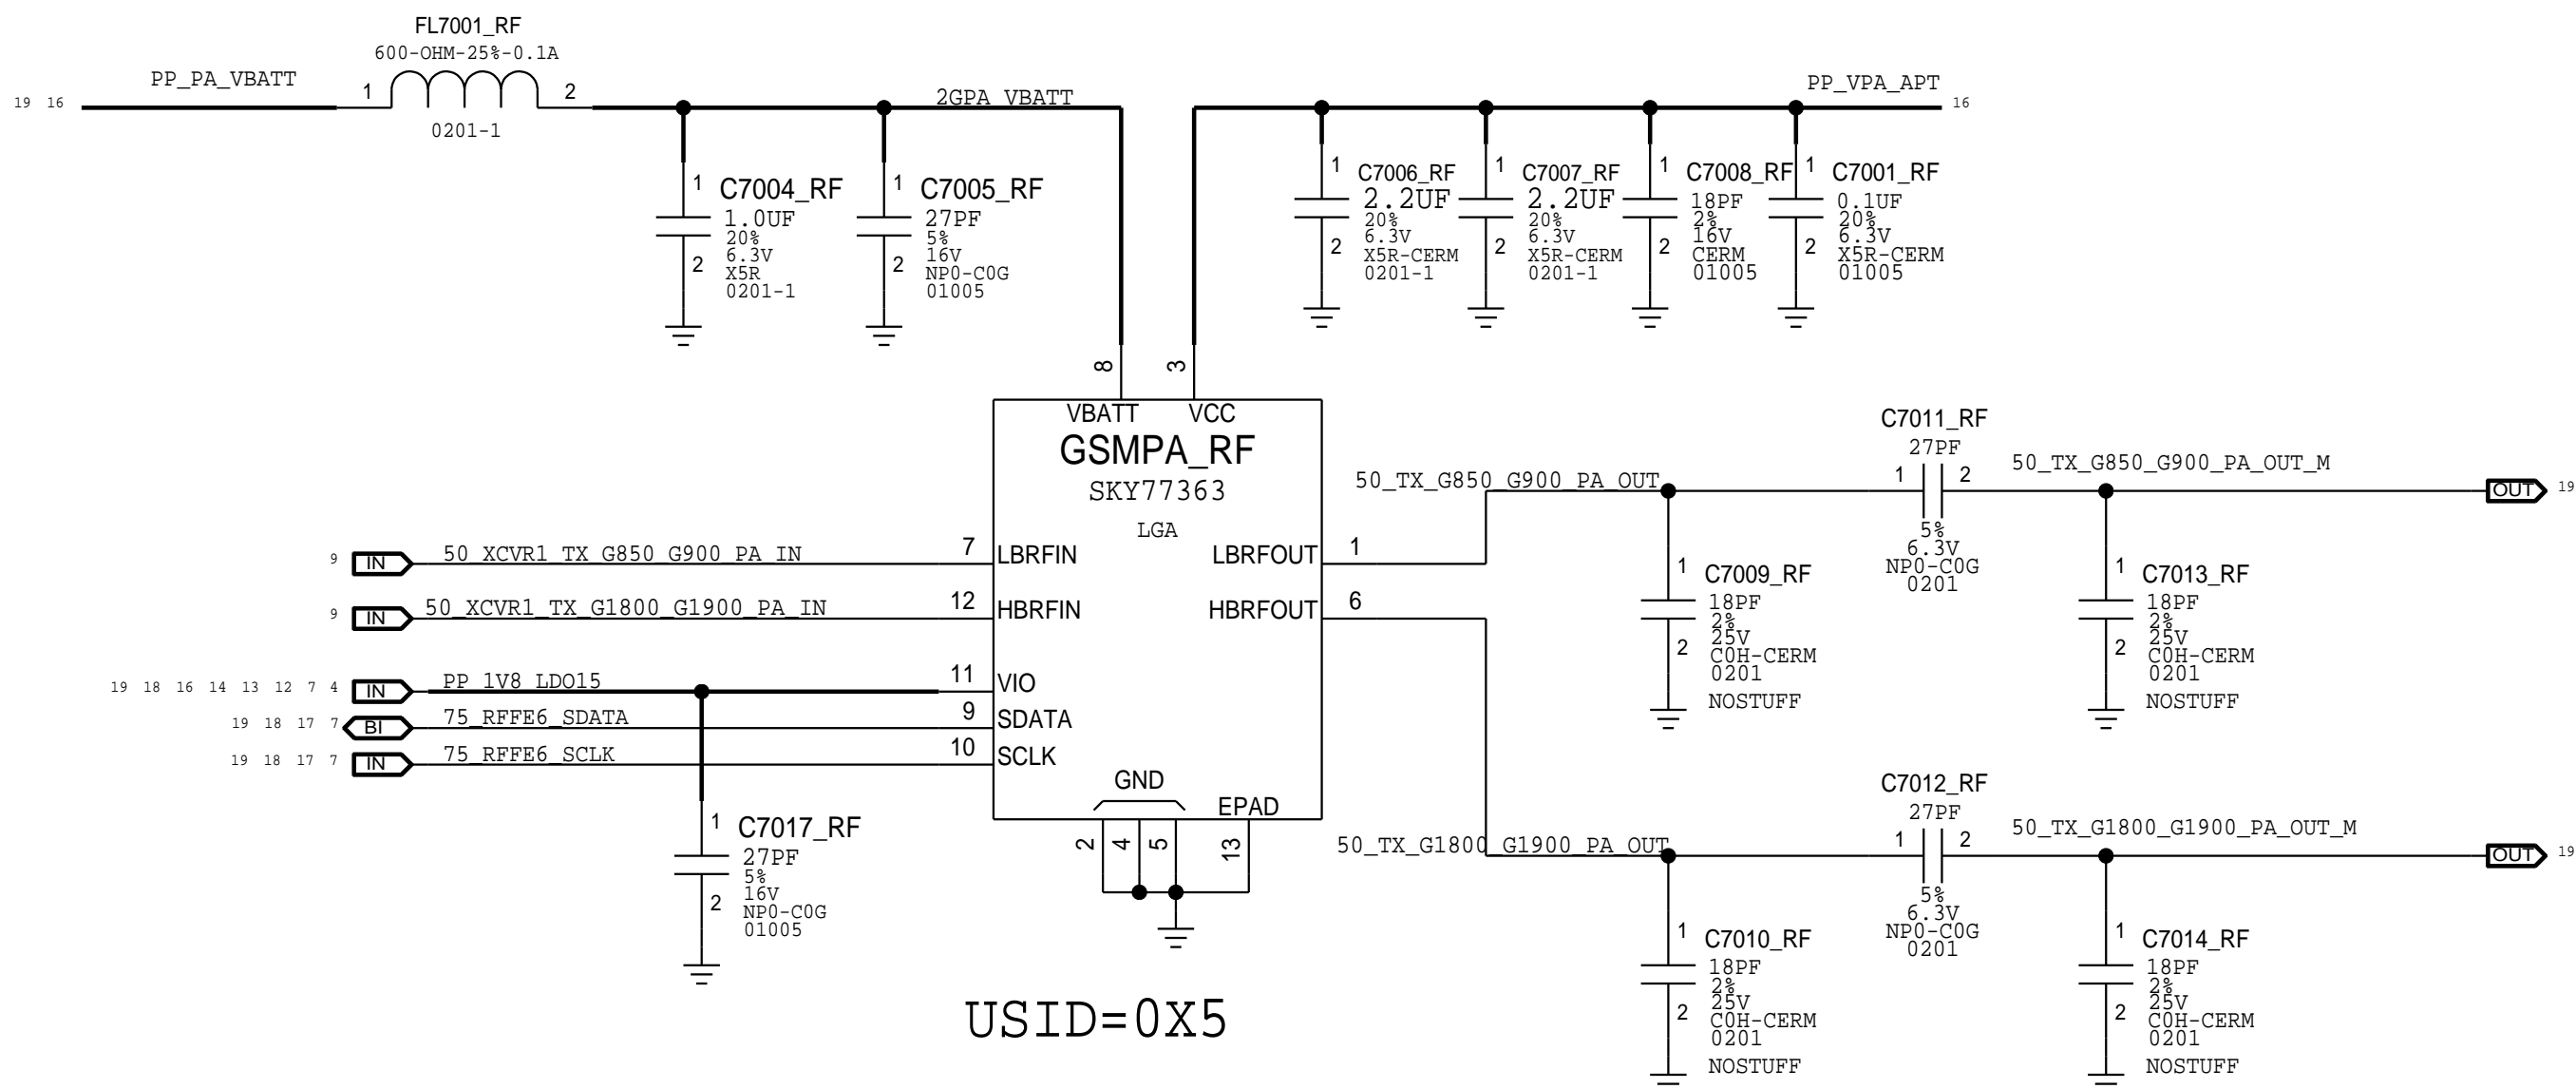 FL7001_RF
600-OHM-25%-0.1A
PP_PA_VBATT
1
2
19 16
0201-1
2GPA_VBATT
PP_VPA_APT
16
1
C7004_RF
1.0UF
20%
6.3V
2
X5R
0201-1
1
C7005_RF
27PF
5%
16V
2
NP0-C0G
01005
1
C7006_RF
2.2UF
20%
6.3V
2
X5R-CERM
0201-1
1
C7007_RF
2.2UF
20%
6.3V
2
X5R-CERM
0201-1
1
C7008_RF
18PF
2%
16V
2
CERM
01005
1
C7001_RF
0.1UF
20%
6.3V
2
X5R-CERM
01005
8
3
VBATT
VCC
GSMPA_RF
SKY77363
LGA
9
IN
50_XCVR1_TX_G850_G900_PA_IN
7
LBRFIN
9
IN
50_XCVR1_TX_G1800_G1900_PA_IN
12
HBRFIN
19 18 16 14 13 12 7 4
IN
PP_1V8_LDO15
11
VIO
19 18 17 7
BI
75_RFFE6_SDATA
9
SDATA
19 18 17 7
IN
75_RFFE6_SCLK
10
SCLK
LBRFOUT
1
HBRFOUT
6
GND
EPAD
2
4
5
13
1
C7017_RF
27PF
5%
16V
2
NP0-C0G
01005
50_TX_G850_G900_PA_OUT
C7011_RF
27PF
1
2
5%
6.3V
NP0-C0G
0201
50_TX_G850_G900_PA_OUT_M
OUT
19
1
C7009_RF
18PF
2%
25V
2
C0H-CERM
0201
NOSTUFF
1
C7013_RF
18PF
2%
25V
2
C0H-CERM
0201
NOSTUFF
50_TX_G1800_G1900_PA_OUT
C7012_RF
27PF
1
2
5%
6.3V
NP0-C0G
0201
50_TX_G1800_G1900_PA_OUT_M
OUT
19
1
C7010_RF
18PF
2%
25V
2
C0H-CERM
0201
NOSTUFF
1
C7014_RF
18PF
2%
25V
2
C0H-CERM
0201
NOSTUFF
USID=0X5